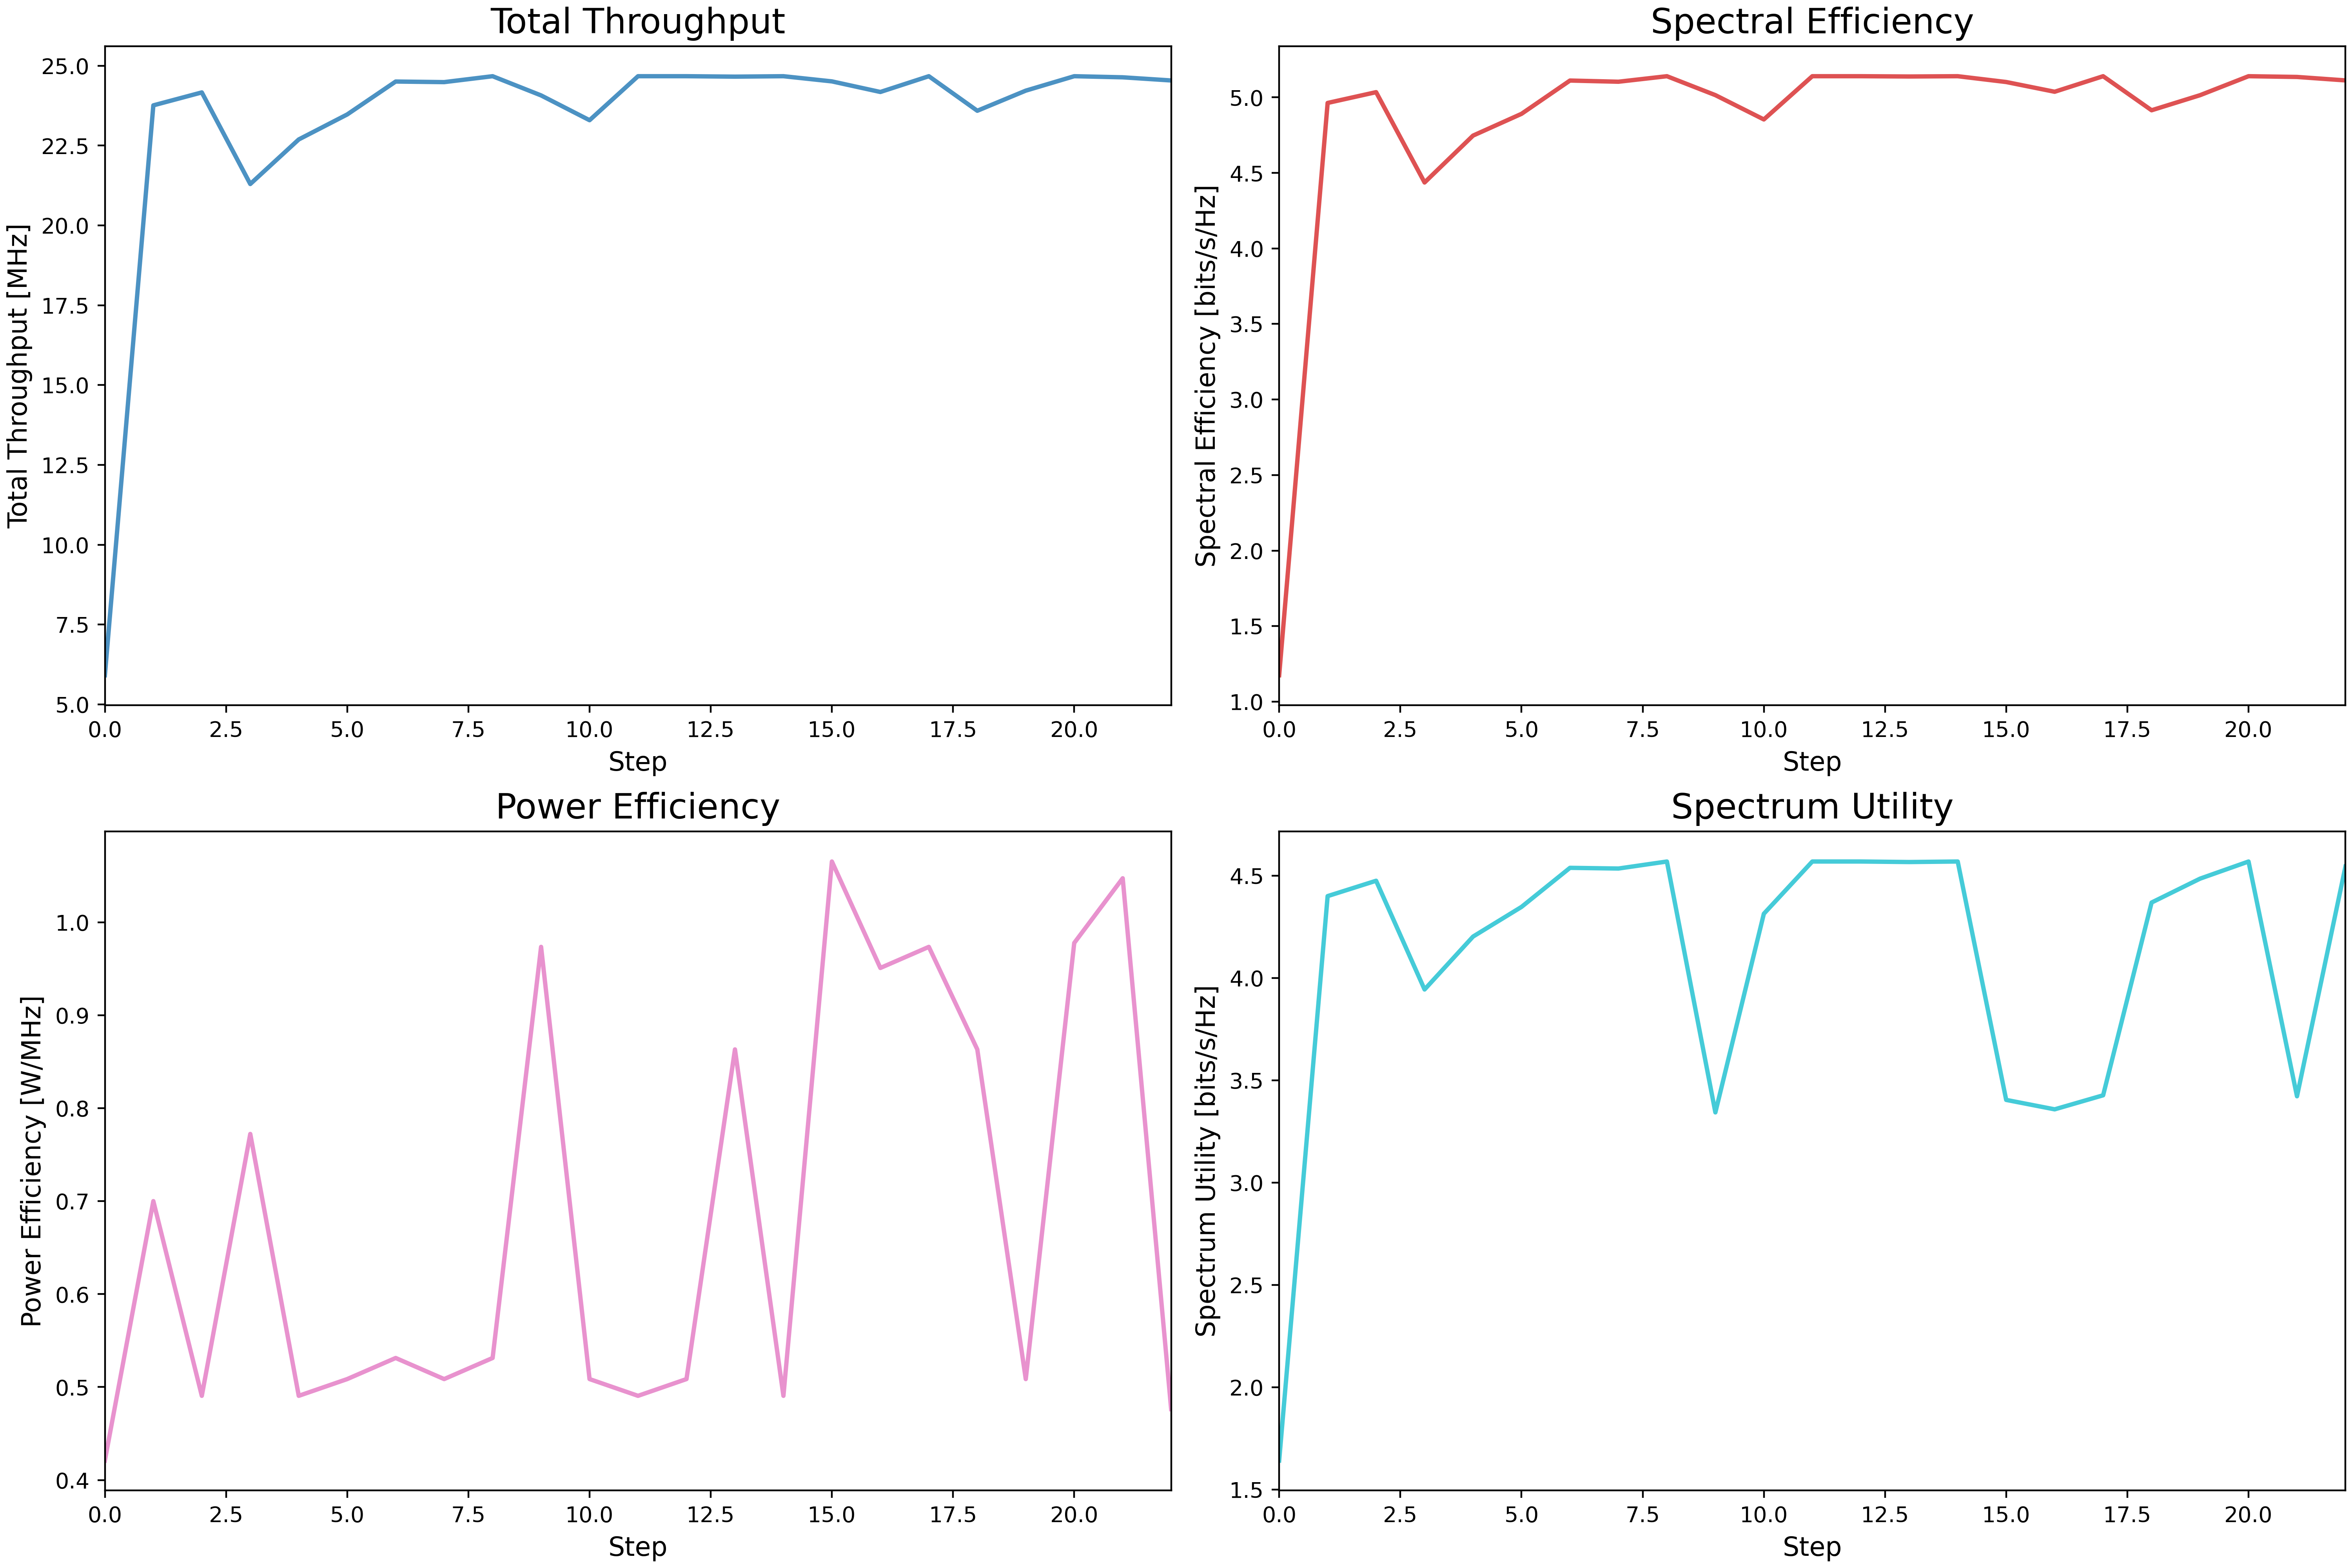 Total Throughput
Total Throughput [MHz]
25.0
22.5
20.0
17.5
15.0
12.5
10.0
7.5
5.0
0.0 2.5 5.0 7.5 10.0 12.5 15.0 17.5 20.0
Step
Spectral Efficiency
Spectral Efficiency [bits/s/Hz]
5.0
4.5
4.0
3.5
3.0
2.5
2.0
1.5
1.0
0.0 2.5 5.0 7.5 10.0 12.5 15.0 17.5 20.0
Step
Power Efficiency
Power Efficiency [W/MHz]
1.0
0.9
0.8
0.7
0.6
0.5
0.4
0.0 2.5 5.0 7.5 10.0 12.5 15.0 17.5 20.0
Step
Spectrum Utility
Spectrum Utility [bits/s/Hz]
4.5
4.0
3.5
3.0
2.5
2.0
1.5
0.0 2.5 5.0 7.5 10.0 12.5 15.0 17.5 20.0
Step